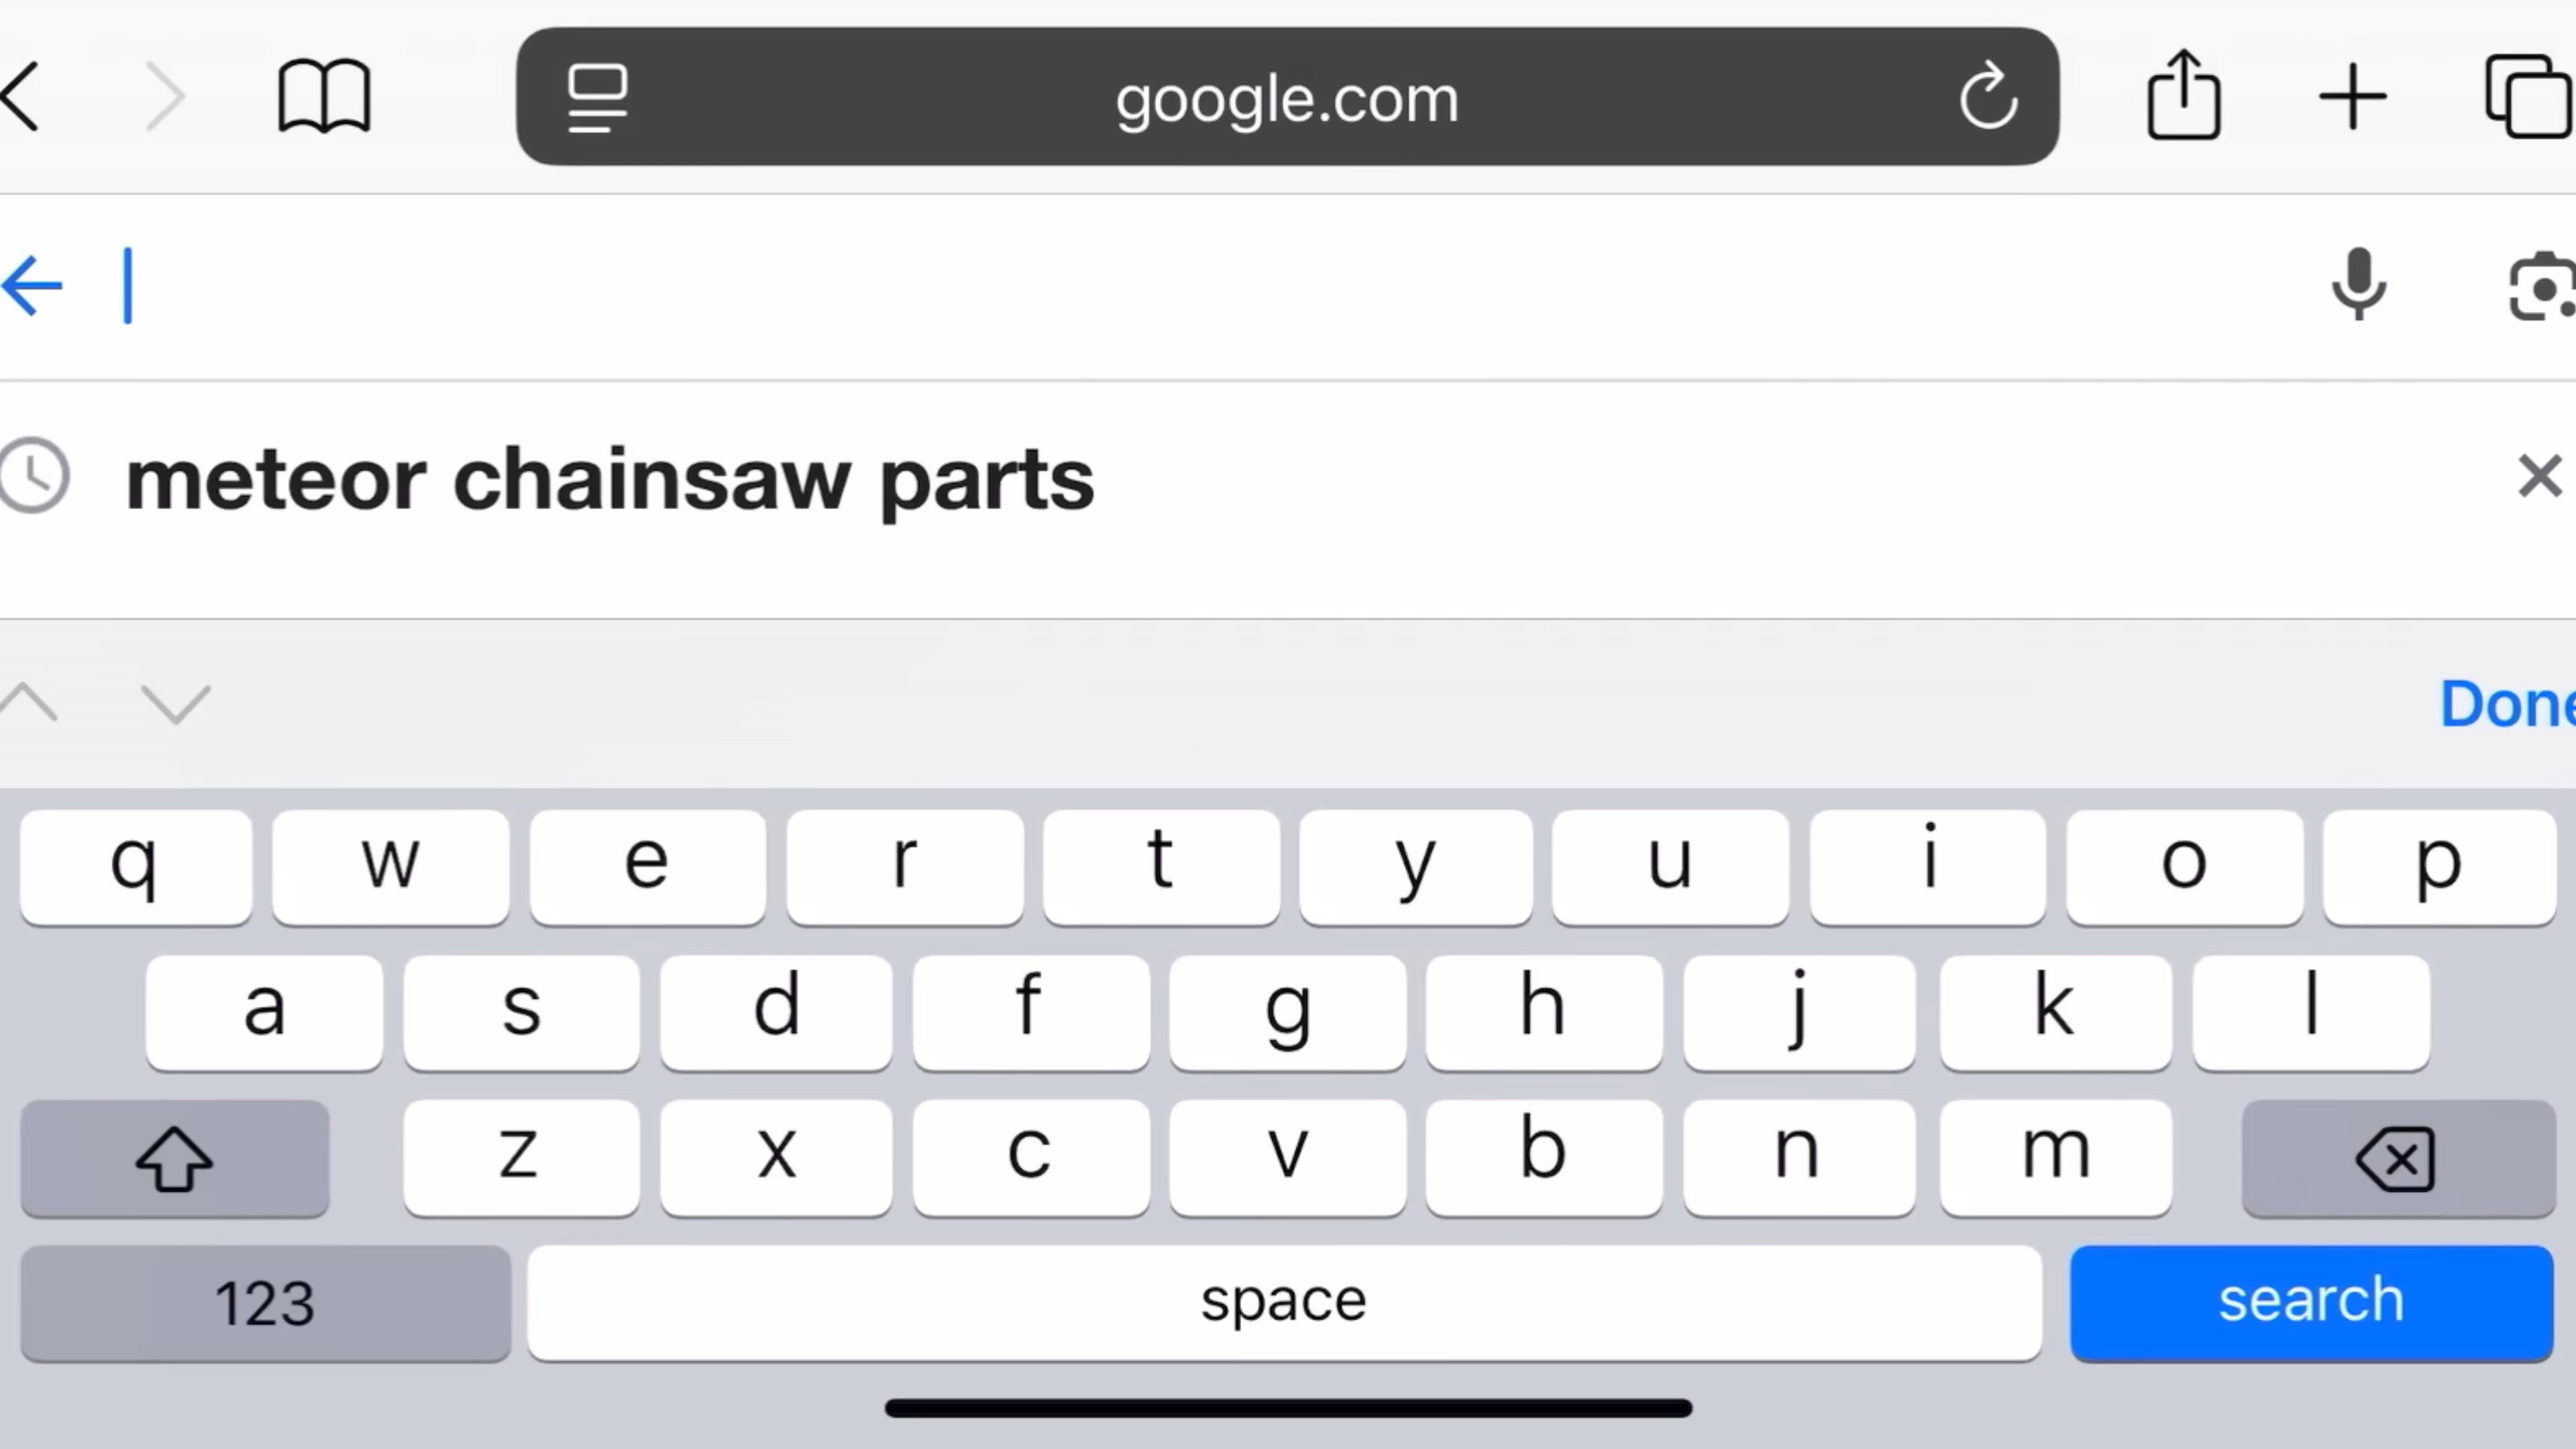 google.com
meteor chainsaw parts
Done
q w e r t y u i o p
a s d f g h j k l
z x c v b n m
123 space search